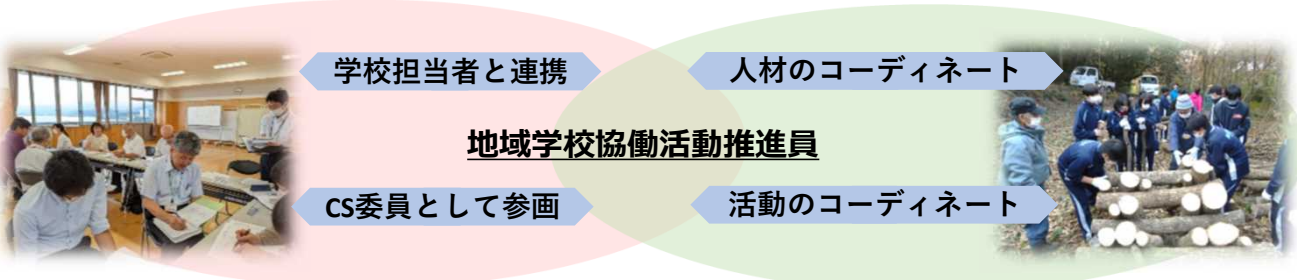 学校担当者と連携
人材のコーディネート
地域学校協働活動推進員
CS委員として参画
活動のコーディネート